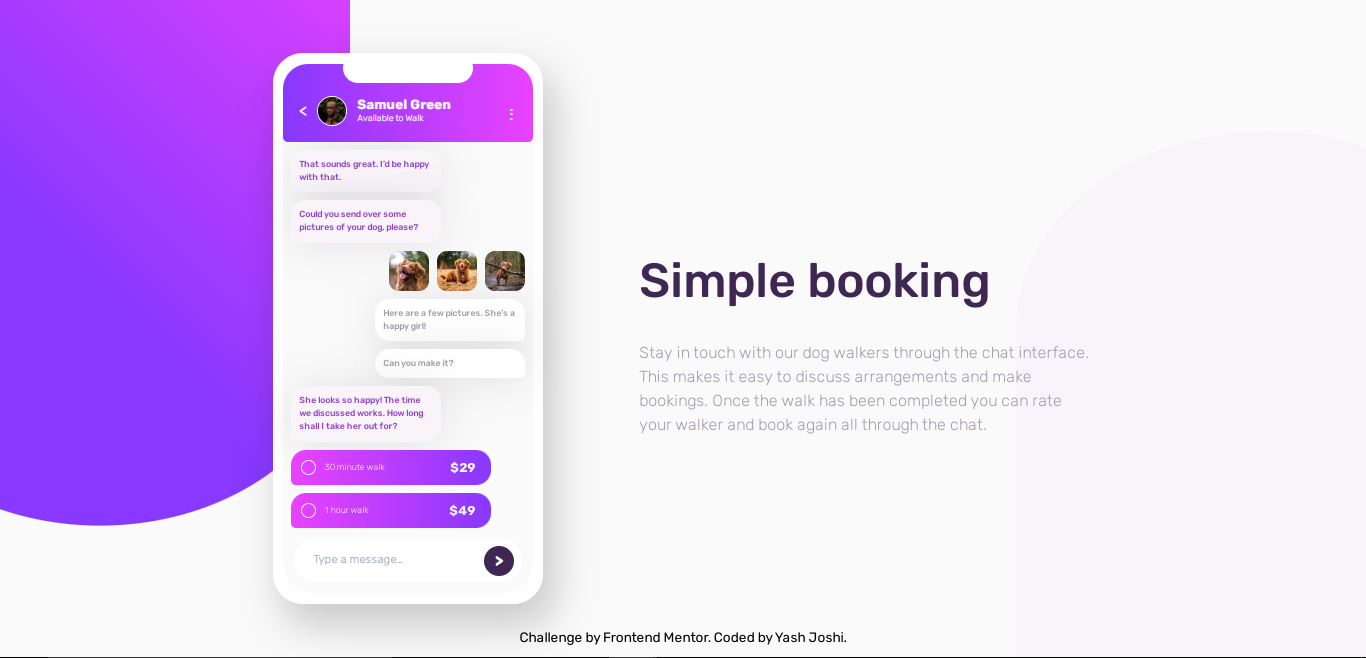 Samuel Green
Available to Walk
That sounds great. I'd be happy
with that.
Could you send over some
pictures of your dog, please?
Here are a few pictures. She's a
happy girl!
Can you make it?
She looks so happy! The time
we discussed works. How long
shall I take her out for?
30 minute walk $29
1 hour walk $49
Type a message...
Simple booking
Stay in touch with our dog walkers through the chat interface.
This makes it easy to discuss arrangements and make
bookings. Once the walk has been completed you can rate
your walker and book again all through the chat.
Challenge by Frontend Mentor. Coded by Yash Joshi.